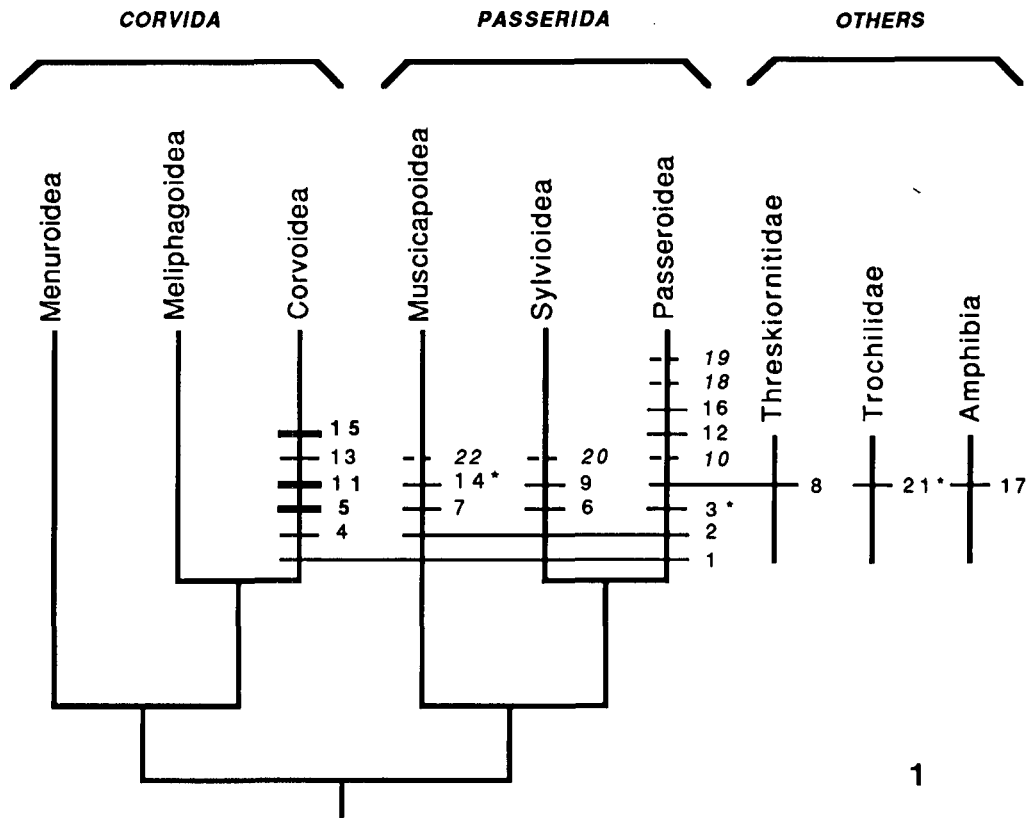 CORVIDA PASSERIDA OTHERS
Menuroidea
Meliphagoidea
Corvoidea
Muscicapoidea
Sylvioidea
Passeroidea
Threskiornitidae
Trochilidae
Amphibia
19
18
16
15 12
13 22 20 10
11 14* 9 8 21* 17
5 7 6 3*
4 2
1
1